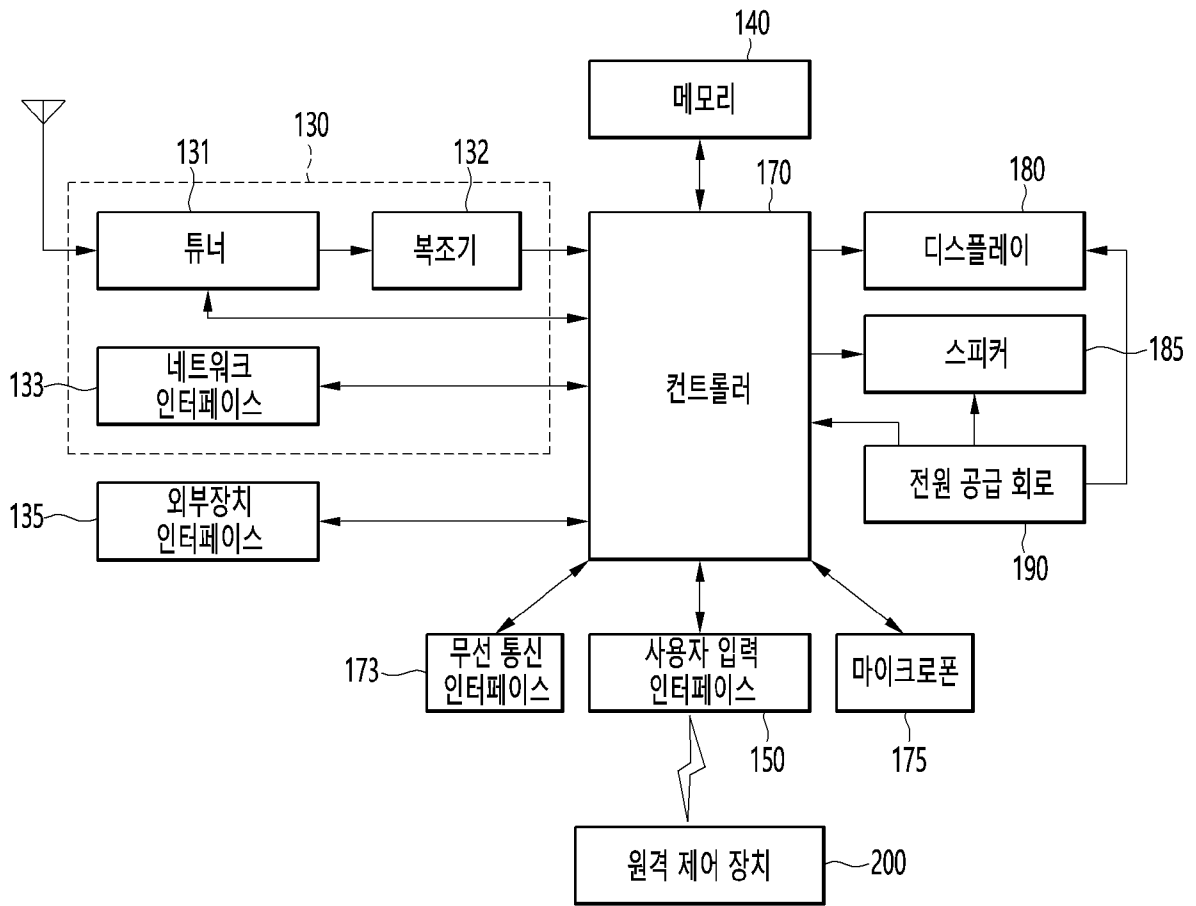 140
메모리
130
131
132
170
180
튜너
복조기
디스플레이
스피커
185
133
네트워크
인터페이스
컨트롤러
전원 공급 회로
190
135
외부장치
인터페이스
173
무선 통신
인터페이스
사용자 입력
인터페이스
150
마이크로폰
175
원격 제어 장치
200